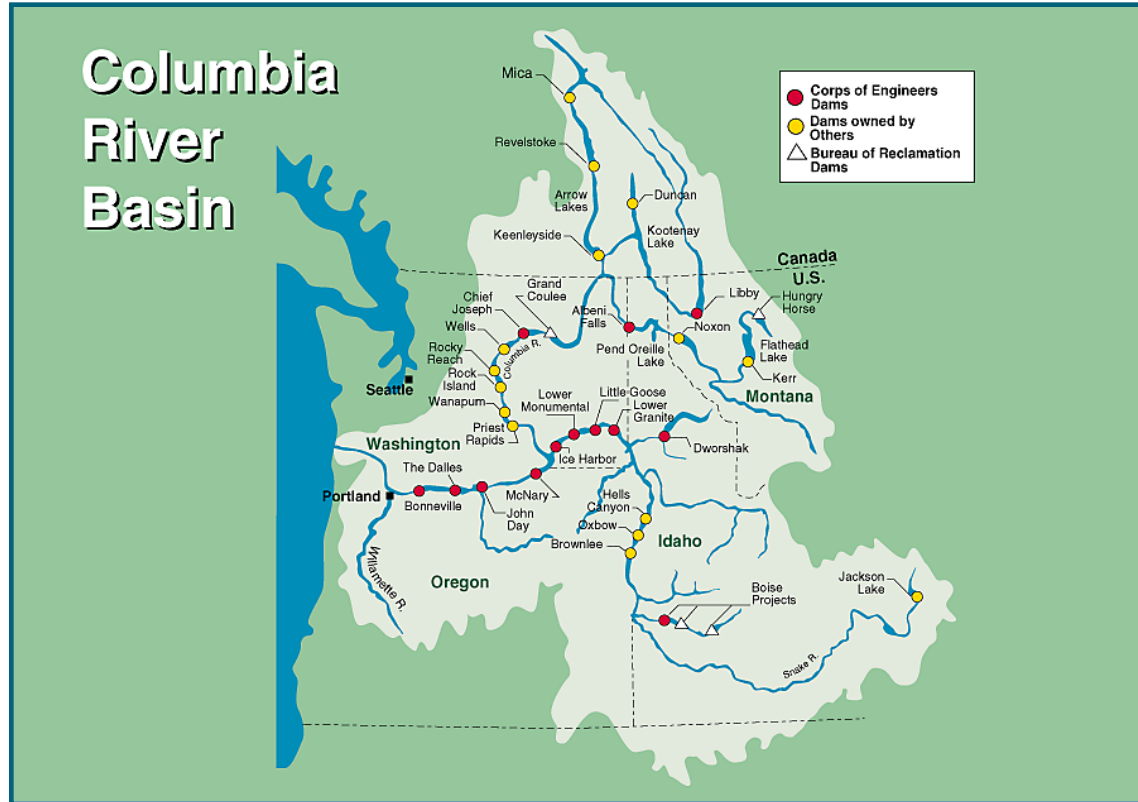 Columbia
River
Basin
Corps of Engineers
Dams
Dams owned by
Others
Bureau of Reclamation
Dams
Mica
Revelstoke
Arrow
Lakes
Duncan
Kootenay
Lake
Keenleyside
Canada
U.S.
Grand
Coulee
Chief
Joseph
Albeni
Falls
Libby
Hungry
Horse
Wells
Noxon
Columbia R.
Pend Oreille
Lake
Flathead
Lake
Rocky
Reach
Rock
Island
Kerr
Seattle
Wanapum
Montana
Lower
Monumental
Little Goose
Lower
Granite
Priest
Rapids
Washington
Ice Harbor
Dworshak
The Dalles
Portland
Bonneville
John
Day
McNary
Hells
Canyon
Oxbow
Brownlee
Idaho
Willamette R.
Oregon
Boise
Projects
Jackson
Lake
Snake R.